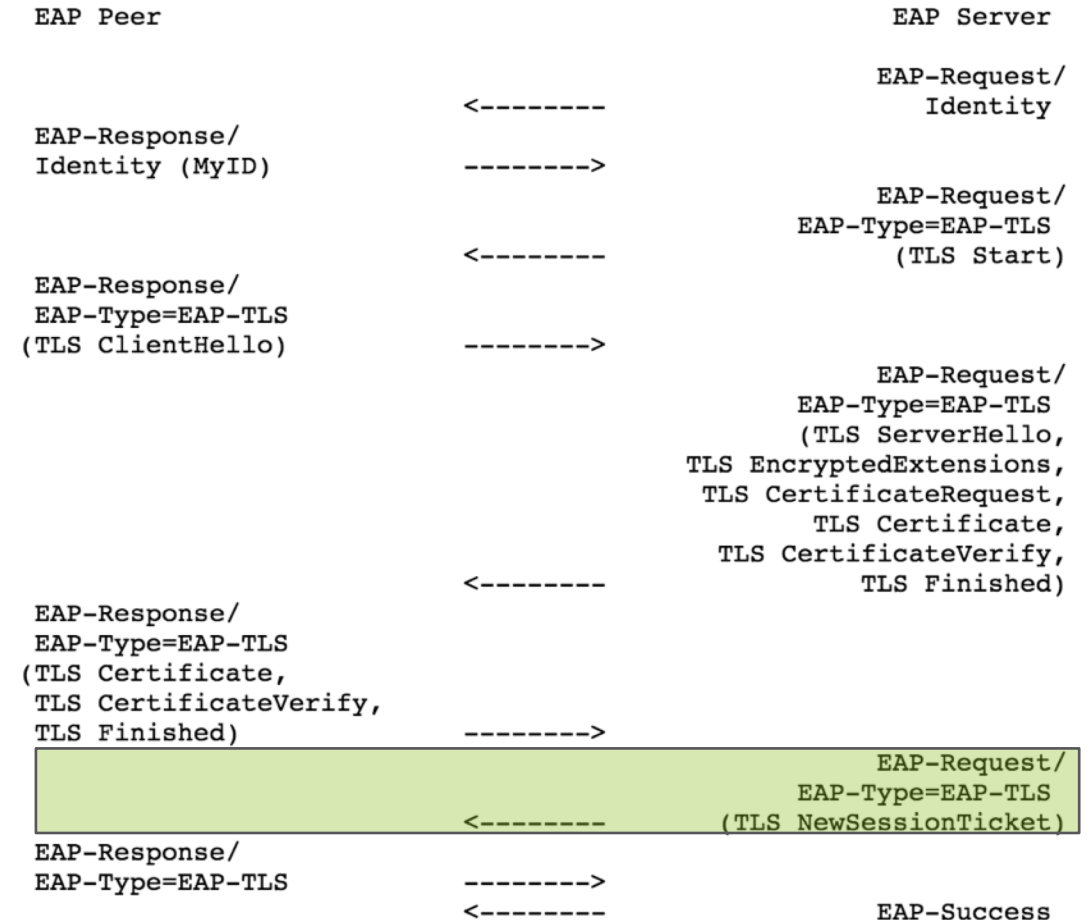 EAP Peer EAP Server
EAP-Request/
<-------- Identity
EAP-Response/
Identity (MyID) -------->
EAP-Request/
EAP-Type=EAP-TLS
<-------- (TLS Start)
EAP-Response/
EAP-Type=EAP-TLS
(TLS ClientHello) -------->
EAP-Request/
EAP-Type=EAP-TLS
(TLS ServerHello,
TLS EncryptedExtensions,
TLS CertificateRequest,
TLS Certificate,
TLS CertificateVerify,
<-------- TLS Finished)
EAP-Response/
EAP-Type=EAP-TLS
(TLS Certificate,
TLS CertificateVerify,
TLS Finished) -------->
EAP-Request/
EAP-Type=EAP-TLS
<-------- (TLS NewSessionTicket)
EAP-Response/
EAP-Type=EAP-TLS -------->
<-------- EAP-Success